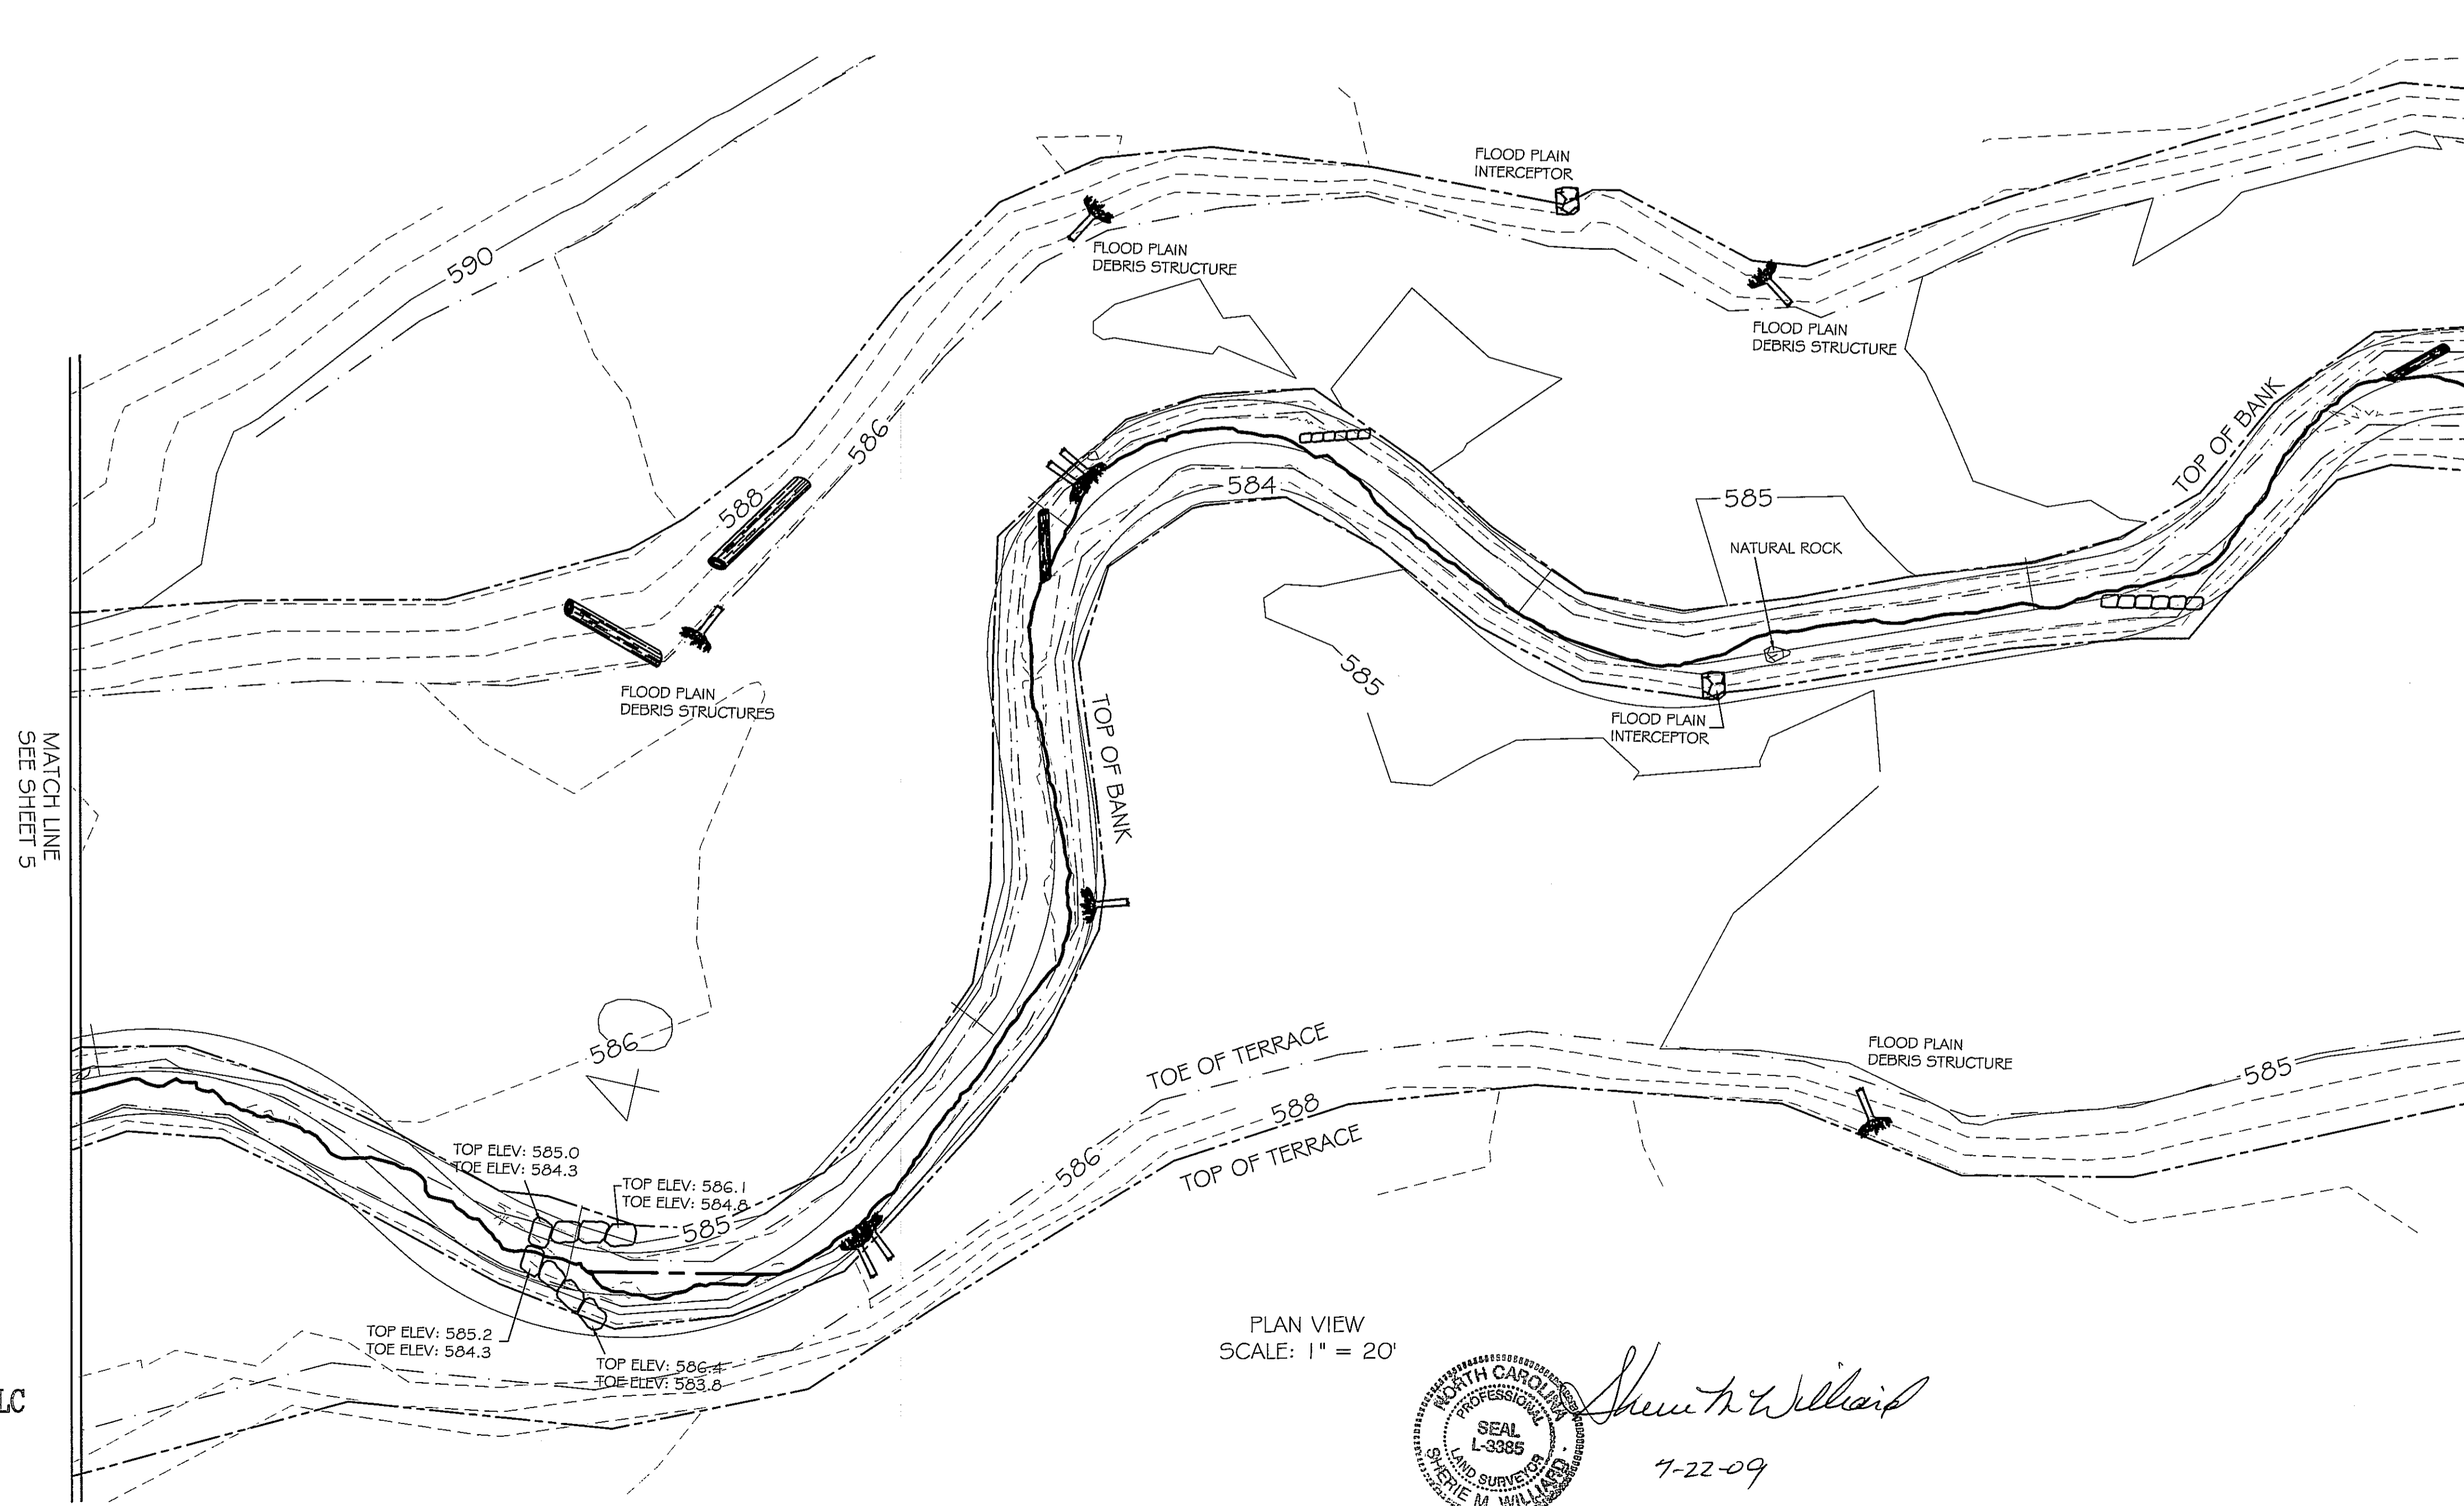 FLOOD PLAIN
INTERCEPTOR
FLOOD PLAIN
DEBRIS STRUCTURE
590
FLOOD PLAIN
DEBRIS STRUCTURE
586
588
584
585
TOP OF BANK
NATURAL ROCK
585
FLOOD PLAIN
DEBRIS STRUCTURES
FLOOD PLAIN
INTERCEPTOR
TOP OF BANK
MATCH LINE
SEE SHEET 5
586
TOE OF TERRACE
588
586
TOP OF TERRACE
FLOOD PLAIN
DEBRIS STRUCTURE
585
TOP ELEV: 585.0
TOE ELEV: 584.3
TOP ELEV: 586.1
TOE ELEV: 584.8
585
TOP ELEV: 585.2
TOE ELEV: 584.3
TOP ELEV: 586.4
TOE ELEV: 583.8
PLAN VIEW
SCALE: 1" = 20'
LC
NORTH CAROLINA
PROFESSIONAL
SEAL
L-3385
LAND SURVEYOR
SHERIE M. WILLIARD
Sherie M Williard
7-22-09